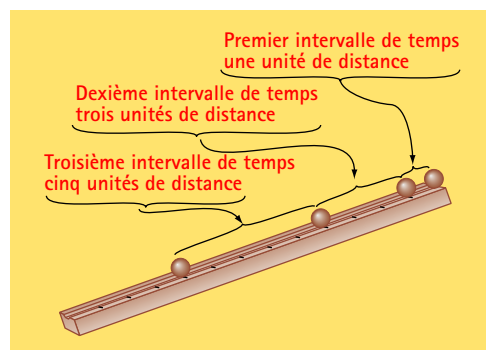 Premier intervalle de temps
une unité de distance
Dexième intervalle de temps
trois unités de distance
Troisième intervalle de temps
cinq unités de distance